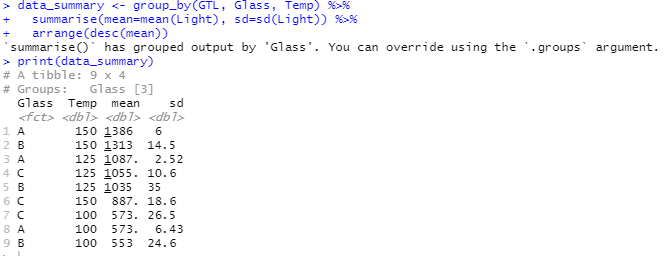 > data_summary <- group_by(GTL, Glass, Temp) %>%
+   summarise(mean=mean(Light), sd=sd(Light)) %>%
+   arrange(desc(mean))
`summarise()` has grouped output by 'Glass'. You can override using the `.groups` argument.
> print(data_summary)
# A tibble: 9 x 4
# Groups:   Glass [3]
  Glass  Temp  mean    sd
  <fct> <dbl> <dbl> <dbl>
1 A       150 1386   6
2 B       150 1313  14.5
3 A       125 1087.  2.52
4 C       125 1055. 10.6
5 B       125 1035  35
6 C       150  887. 18.6
7 C       100  573. 26.5
8 A       100  573.  6.43
9 B       100  553  24.6